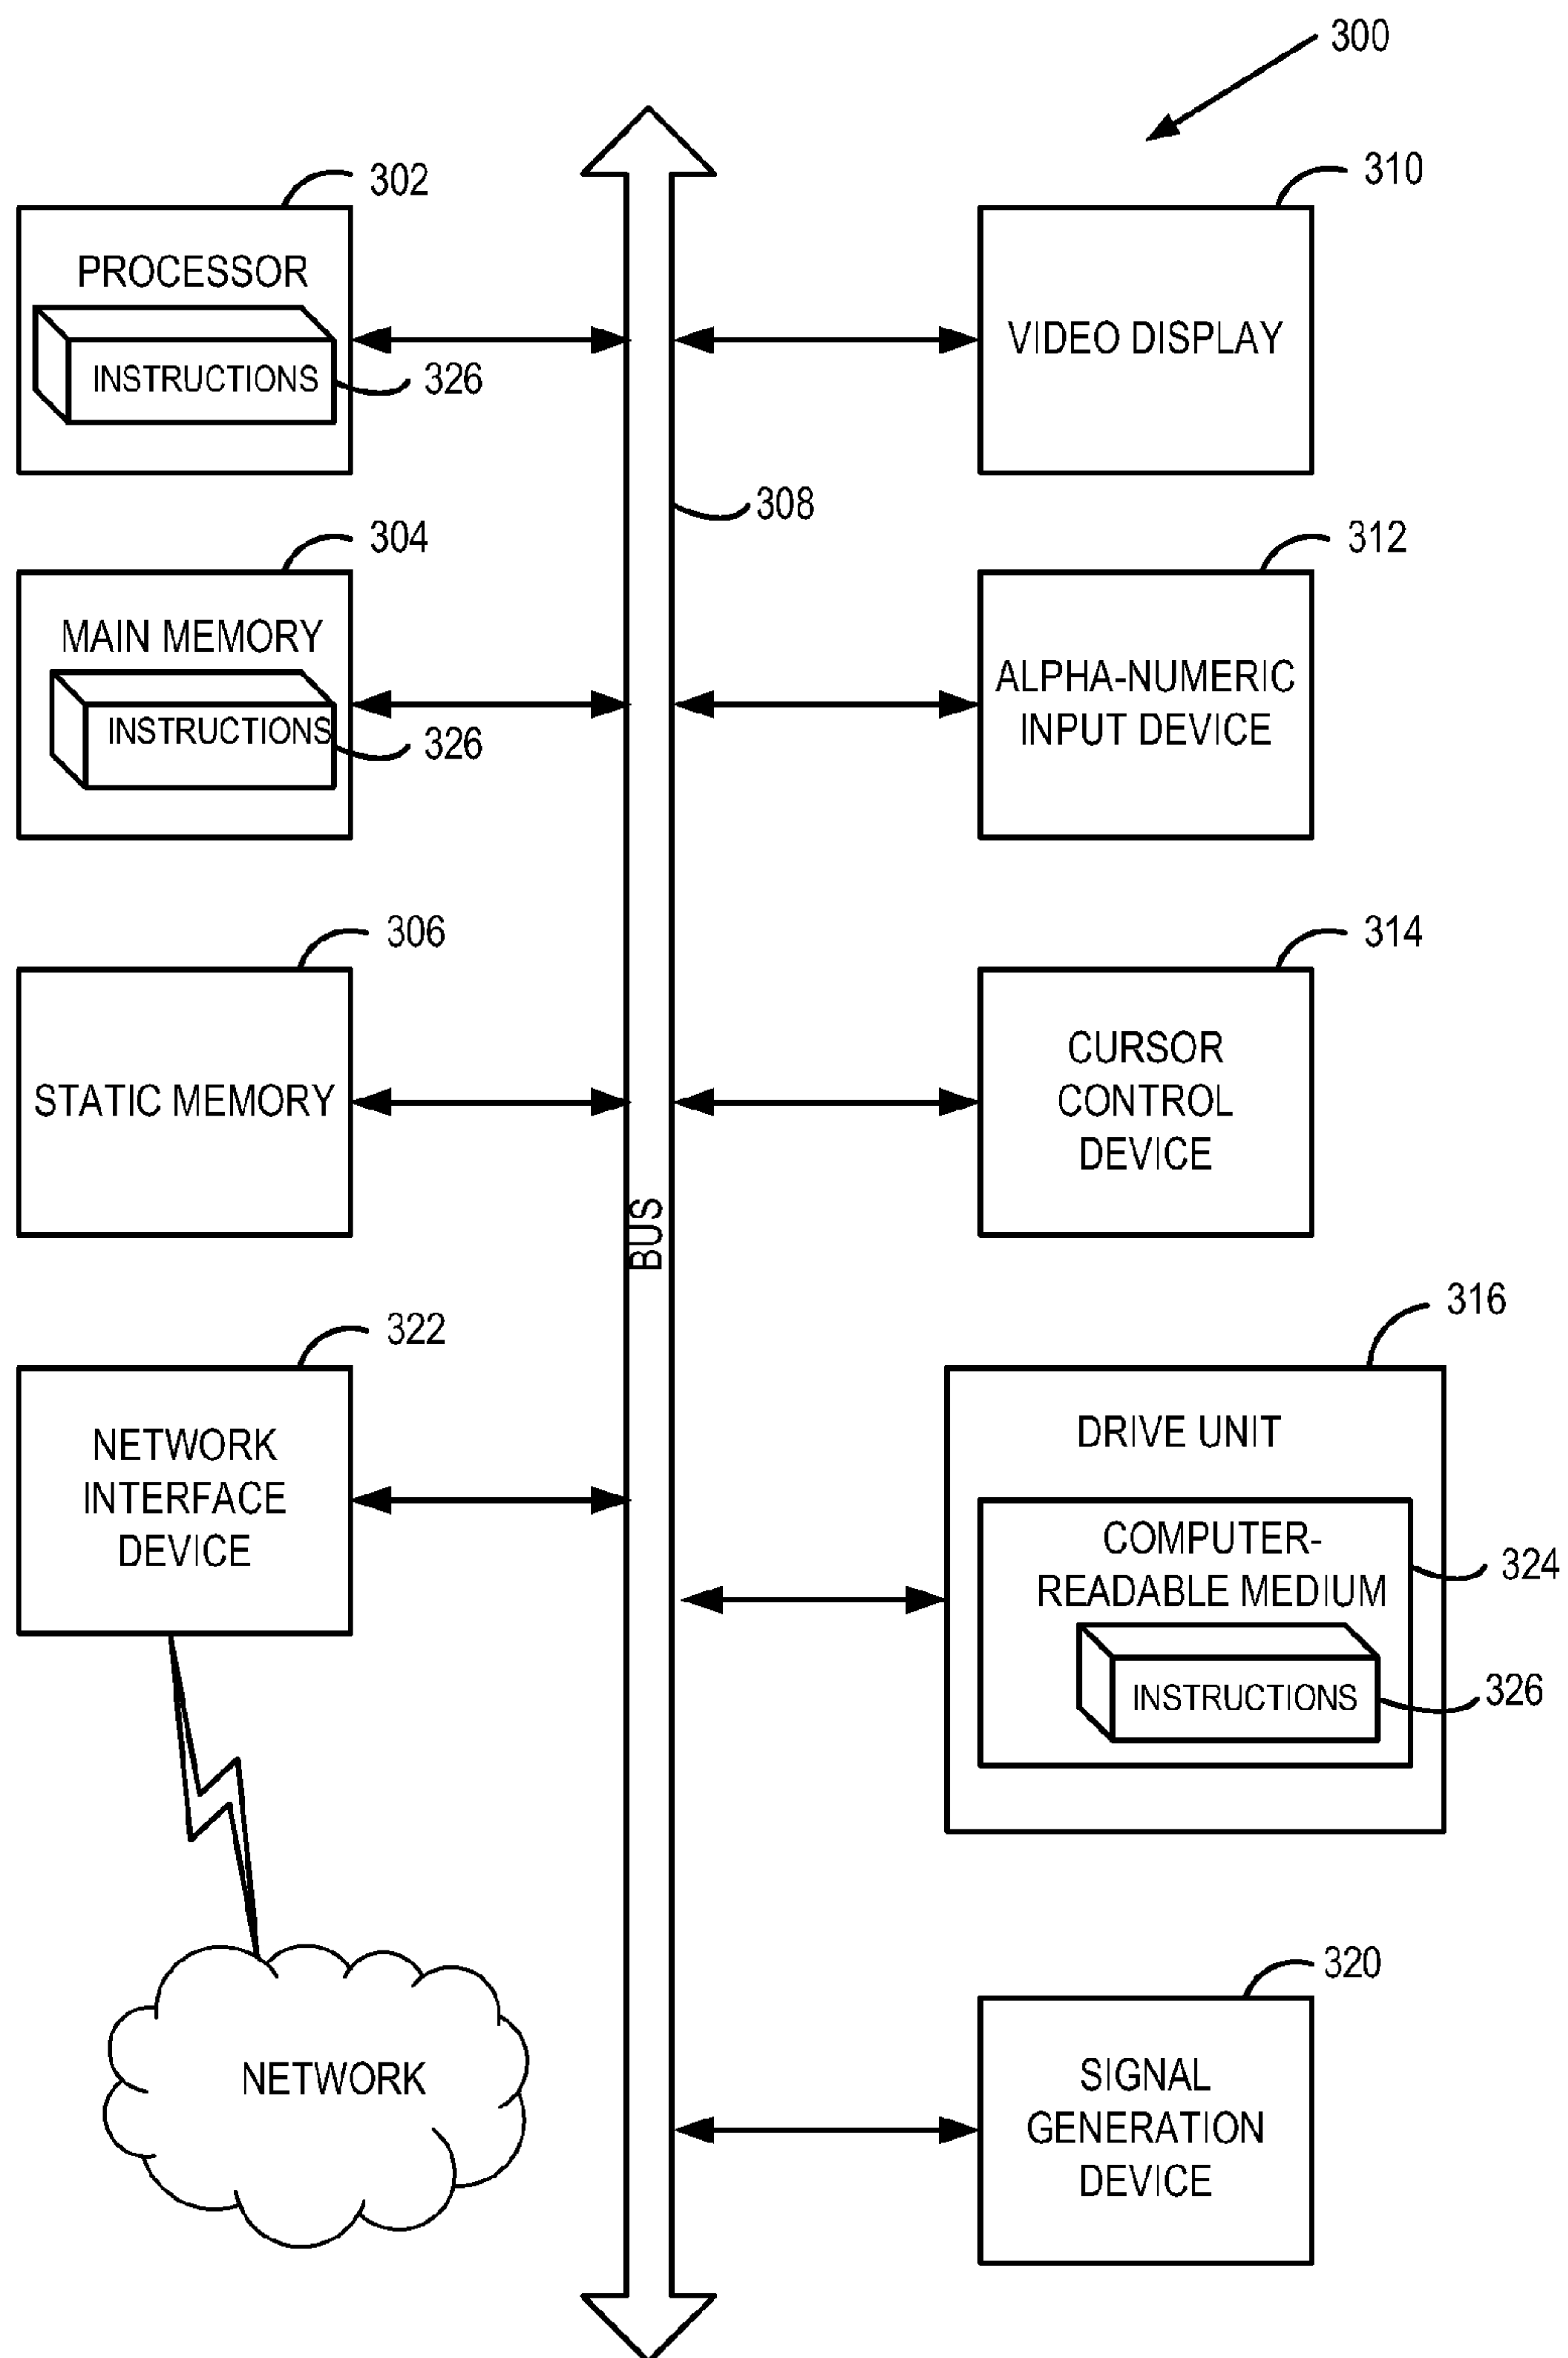 300
302
PROCESSOR
INSTRUCTIONS
326
310
VIDEO DISPLAY
308
304
MAIN MEMORY
INSTRUCTIONS
326
312
ALPHA-NUMERIC
INPUT DEVICE
306
STATIC MEMORY
314
CURSOR
CONTROL
DEVICE
BUS
322
NETWORK
INTERFACE
DEVICE
316
DRIVE UNIT
COMPUTER-
READABLE MEDIUM
324
INSTRUCTIONS
326
NETWORK
320
SIGNAL
GENERATION
DEVICE